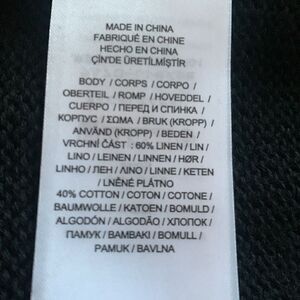 MADE IN CHINA
FABRIQUÉ EN CHINE
HECHO EN CHINA
ÇİN'DE ÜRETİLMİŞTİR
BODY / CORPS / CORPO /
OBERTEIL / ROMP / HOVEDDEL /
CUERPO / ПЕРЕД И СПИНКА /
КОРПУС / ΣΩΜΑ / BRUK (KROPP) /
ANVÄND (KROPP) / BEDEN /
VRCHNÍ ČÁST : 60% LINEN / LIN /
LINO / LEINEN / LINNEN / HØR /
LINHO / ЛЕН / ΛΙΝΟ / LINNE / KETEN
/ LNĚNÉ PLÁTNO
40% COTTON / COTON / COTONE /
BAUMWOLLE / KATOEN / BOMULD /
ALGODÓN / ALGODÃO / ХЛОПОК /
ПАМУК / ΒΑΜΒΑΚΙ / BOMULL /
PAMUK / BAVLNA